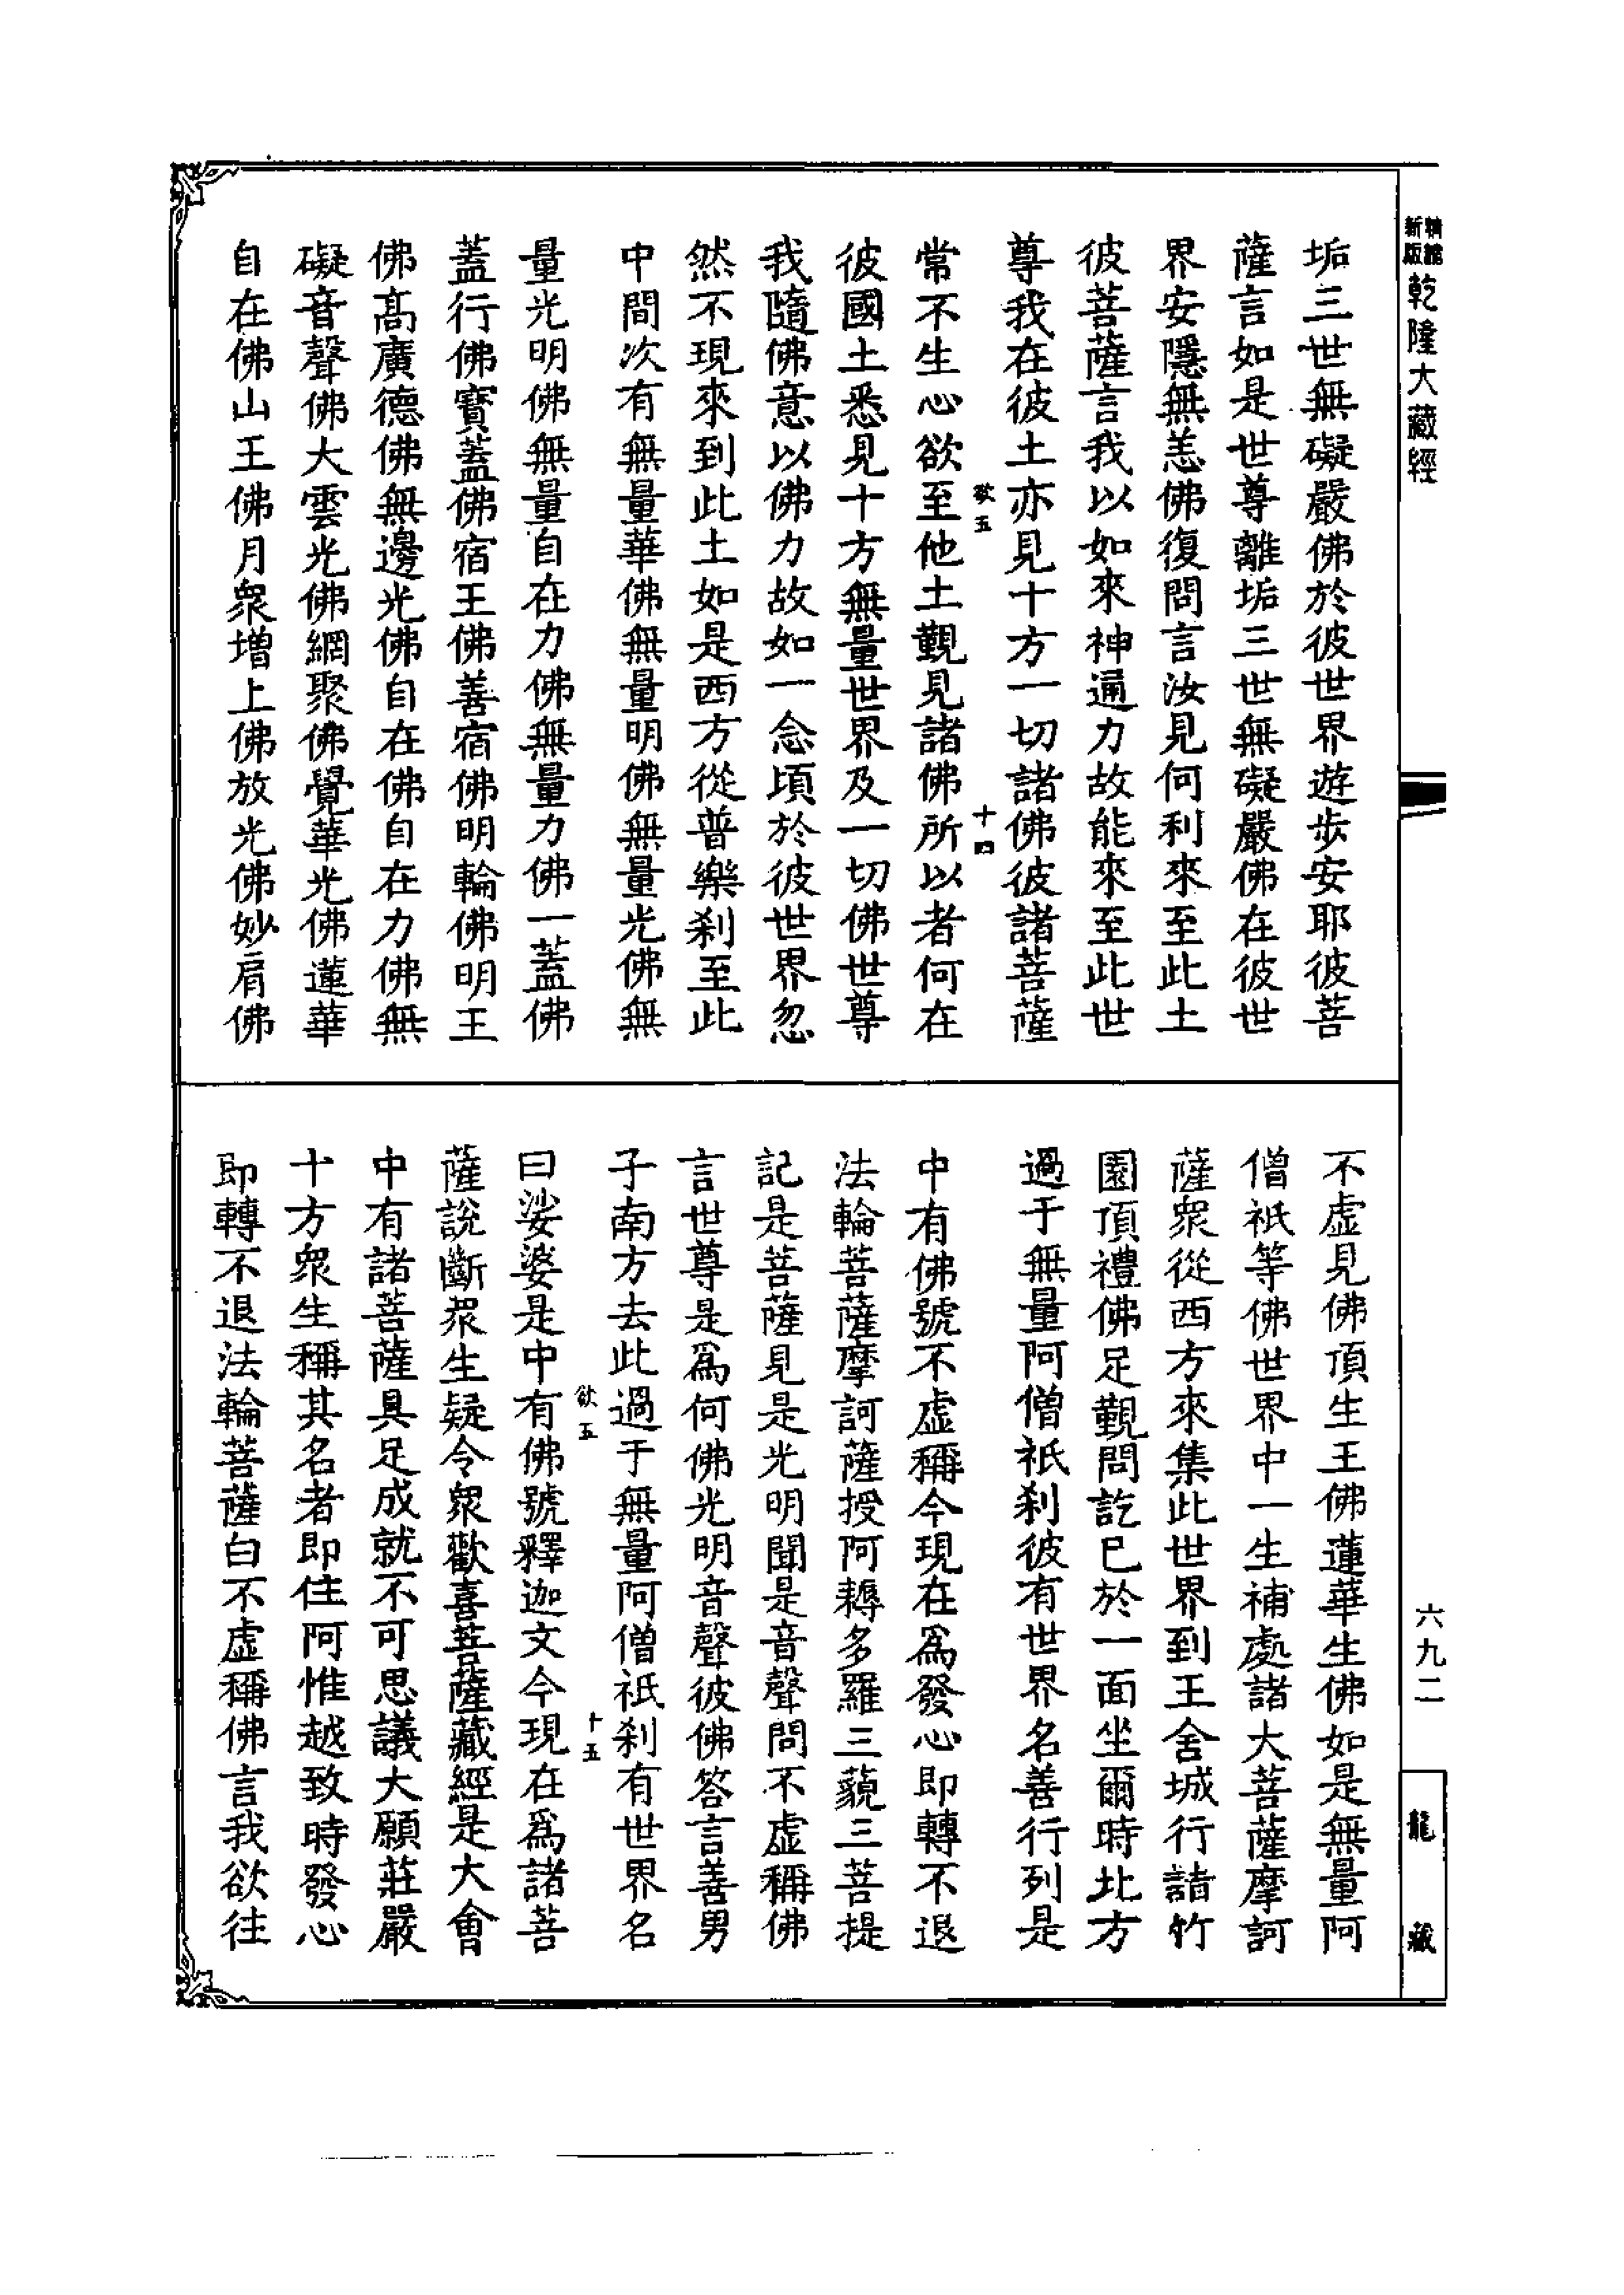 新版
乾隆大藏經
垢三世無礙嚴佛於彼世界遊步安耶彼菩
薩言如是世尊離垢三世無礙嚴佛在彼世
界安隱無恙佛復問言汝見何利來至此土
彼菩薩言我以如來神通力故能來至此世
尊我在彼土亦見十方一切諸佛彼諸菩薩
欲五
十四
常不生心欲至他土覲見諸佛所以者何在
彼國土悉見十方無量世界及一切佛世尊
我隨佛意以佛力故如一念頃於彼世界忽
然不現來到此土如是西方從普樂刹至此
中間次有無量華佛無量明佛無量光佛無
量光明佛無量自在力佛無量力佛一蓋佛
蓋行佛寶蓋佛宿王佛善宿佛明輪佛明王
佛高廣德佛無邊光佛自在佛自在力佛無
礙音聲佛大雲光佛網聚佛覺華光佛蓮華
自在佛山王佛月衆增上佛放光佛妙肩佛
不虛見佛頂生王佛蓮華生佛如是無量阿
僧祇等佛世界中一生補處諸大菩薩摩訶
薩衆從西方來集此世界到王舍城行詣竹
園頂禮佛足覲問訖已於一面坐爾時北方
過于無量阿僧祇刹彼有世界名善行列是
中有佛號不虛稱今現在爲發心即轉不退
法輪菩薩摩訶薩授阿耨多羅三藐三菩提
記是菩薩見是光明聞是音聲問不虛稱佛
言世尊是爲何佛光明音聲彼佛答言善男
子南方去此過于無量阿僧祇刹有世界名
欲五
十五
曰娑婆是中有佛號釋迦文今現在爲諸菩
薩說斷衆生疑令衆歡喜菩薩藏經是大會
中有諸菩薩具足成就不可思議大願莊嚴
十方衆生稱其名者即住阿惟越致時發心
即轉不退法輪菩薩白不虛稱佛言我欲往
六九二
龍藏